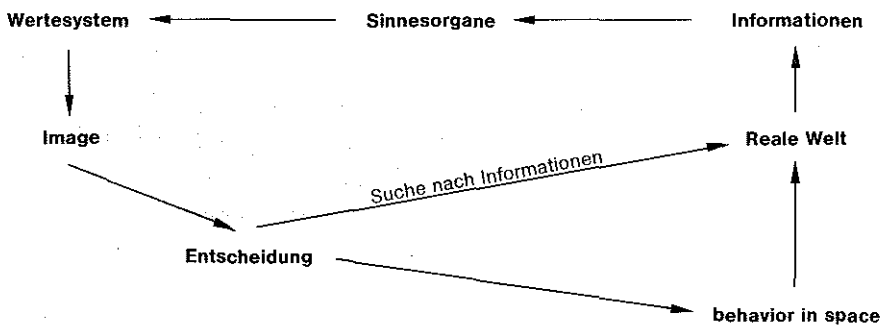 Wertesystem Sinnesorgane Informationen
Image Reale Welt
Suche nach Informationen
Entscheidung
behavior in space